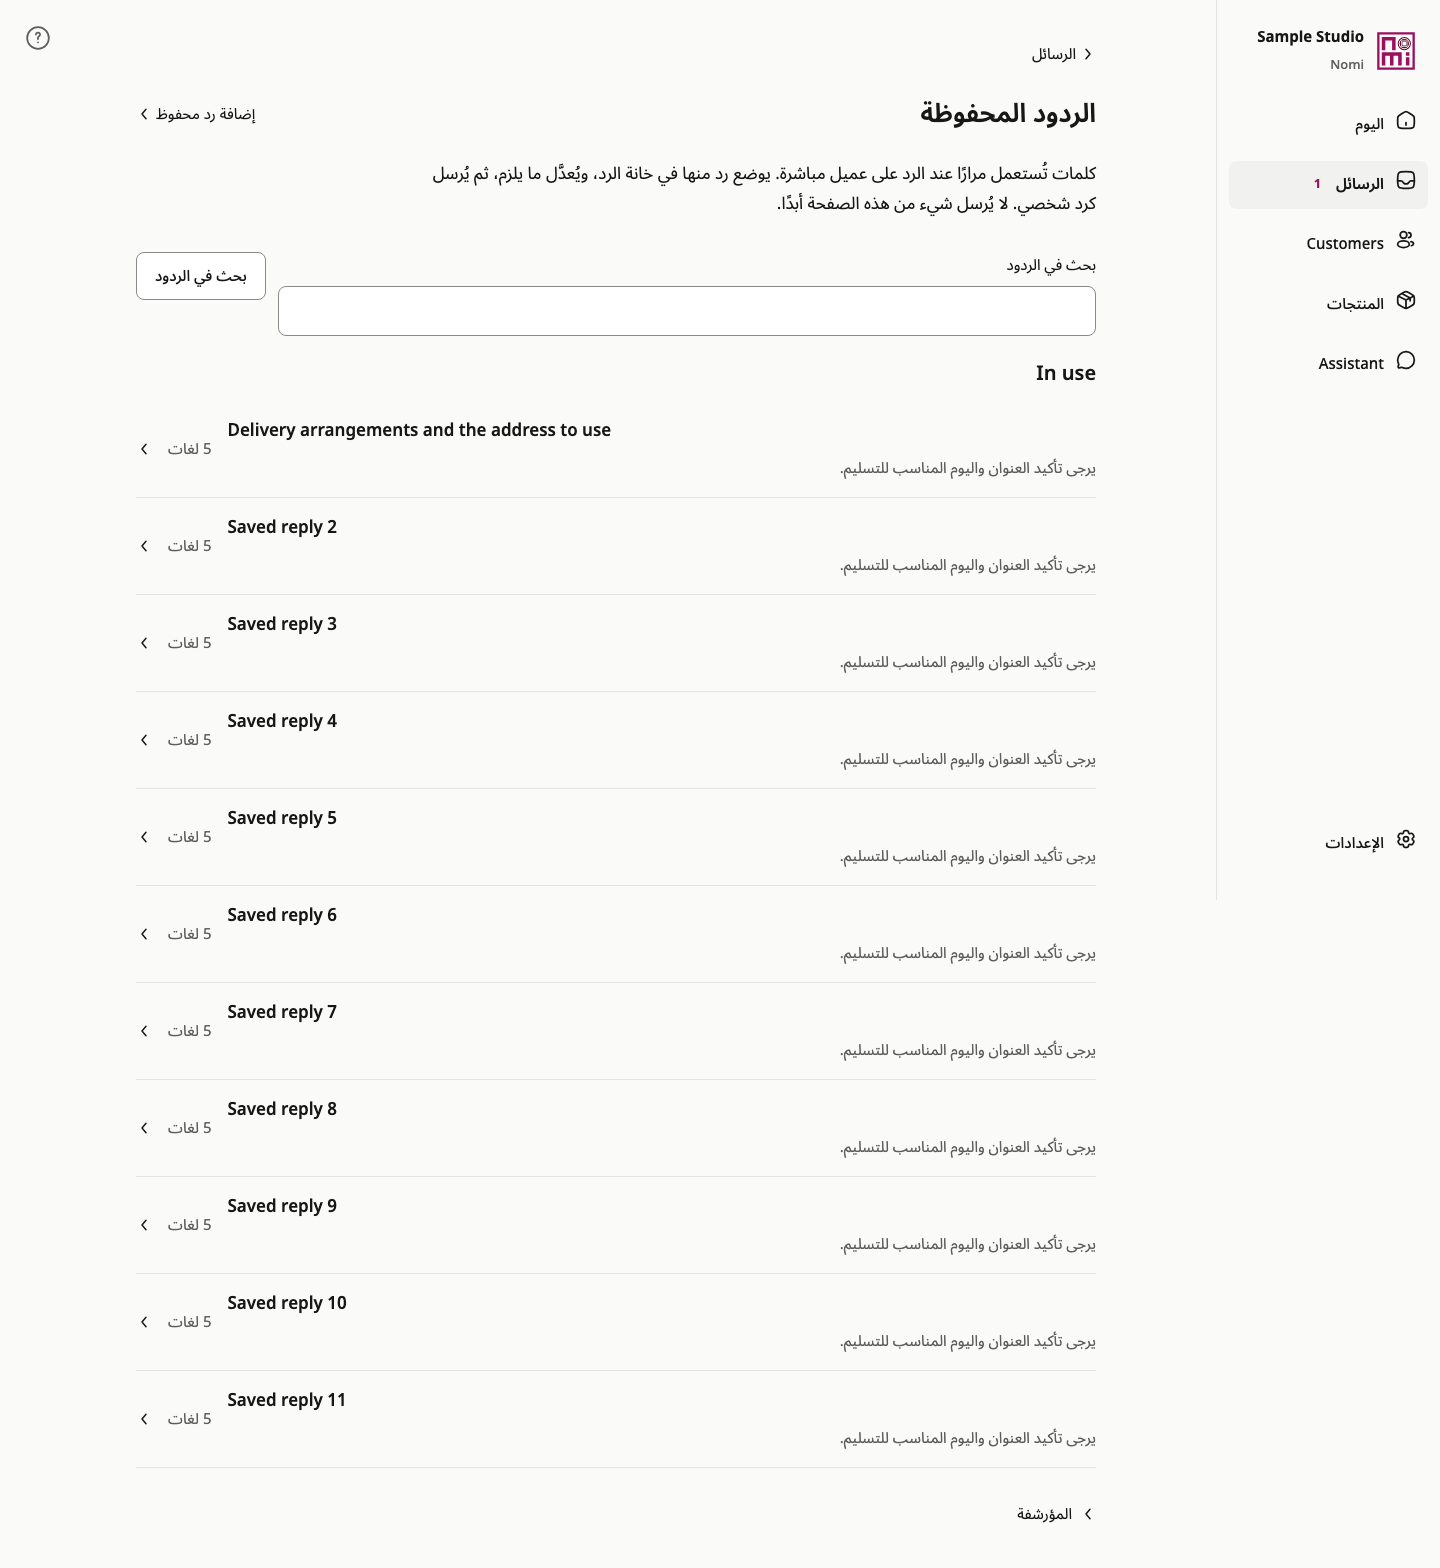 Sample Studio
Nomi
اليوم
الرسائل 1
Customers
المنتجات
Assistant
الإعدادات
الرسائل
الردود المحفوظة
إضافة رد محفوظ
كلمات تُستعمل مرارًا عند الرد على عميل مباشرة. يوضع رد منها في خانة الرد، ويُعدَّل ما يلزم، ثم يُرسل
كرد شخصي. لا يُرسل شيء من هذه الصفحة أبدًا.
بحث في الردود
بحث في الردود
In use
Delivery arrangements and the address to use
يرجى تأكيد العنوان واليوم المناسب للتسليم.
5 لغات
Saved reply 2
يرجى تأكيد العنوان واليوم المناسب للتسليم.
5 لغات
Saved reply 3
يرجى تأكيد العنوان واليوم المناسب للتسليم.
5 لغات
Saved reply 4
يرجى تأكيد العنوان واليوم المناسب للتسليم.
5 لغات
Saved reply 5
يرجى تأكيد العنوان واليوم المناسب للتسليم.
5 لغات
Saved reply 6
يرجى تأكيد العنوان واليوم المناسب للتسليم.
5 لغات
Saved reply 7
يرجى تأكيد العنوان واليوم المناسب للتسليم.
5 لغات
Saved reply 8
يرجى تأكيد العنوان واليوم المناسب للتسليم.
5 لغات
Saved reply 9
يرجى تأكيد العنوان واليوم المناسب للتسليم.
5 لغات
Saved reply 10
يرجى تأكيد العنوان واليوم المناسب للتسليم.
5 لغات
Saved reply 11
يرجى تأكيد العنوان واليوم المناسب للتسليم.
5 لغات
المؤرشفة